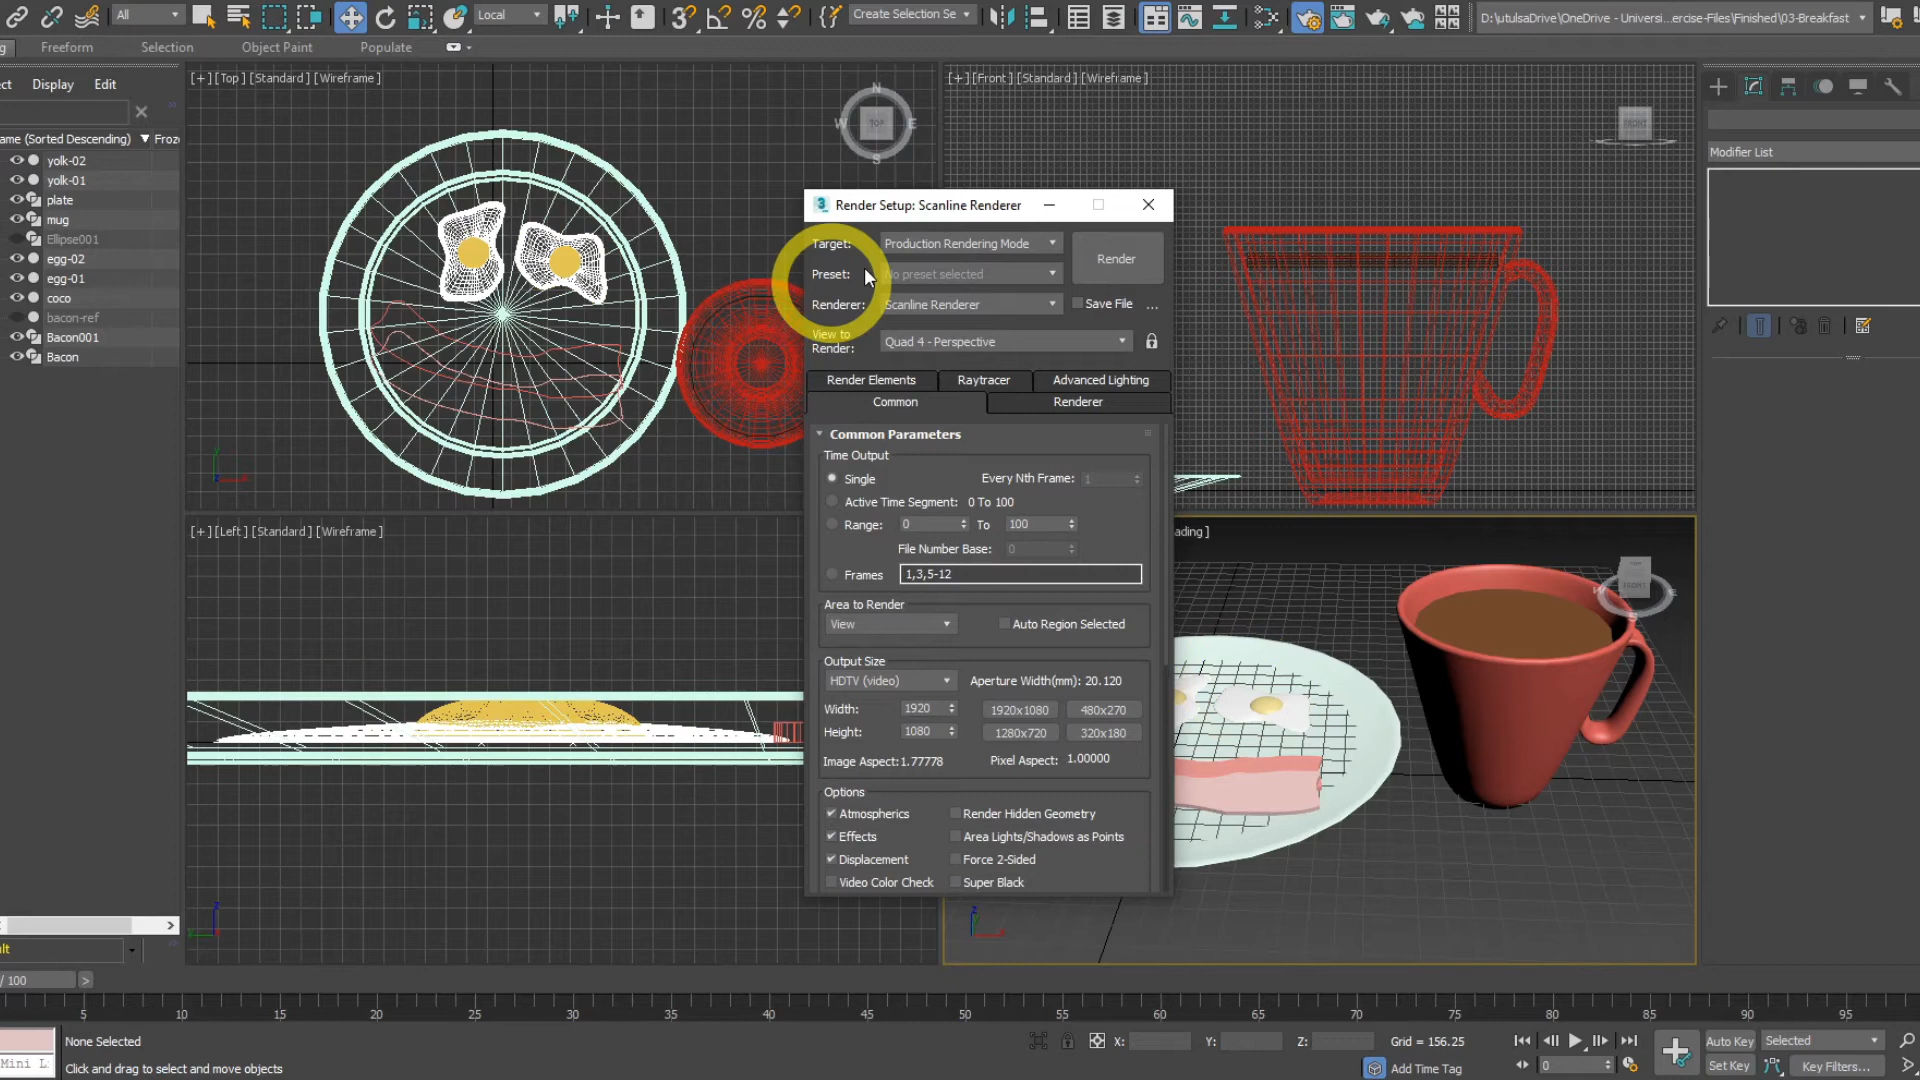 All
Local
Create Selection Se
D:\utulsaDrive\OneDrive - Universi...ercise-Files\Finished\03-Breakfast
Freeform
Selection
Object Paint
Populate
ct
Display
Edit
ame (Sorted Descending)
Froze
yolk-02
yolk-01
plate
mug
Ellipse001
egg-02
egg-01
coco
bacon-ref
Bacon001
Bacon
[+] [Top] [Standard] [Wireframe]
N
W
TOP
E
S
[+] [Front] [Standard] [Wireframe]
FRONT
[+] [Left] [Standard] [Wireframe]
ading]
FRONT
Modifier List
Render Setup: Scanline Renderer
Target:
Production Rendering Mode
Render
Preset:
No preset selected
Renderer:
Scanline Renderer
Save File
...
View to
Render:
Quad 4 - Perspective
Render Elements
Raytracer
Advanced Lighting
Common
Renderer
Common Parameters
Time Output
Single
Every Nth Frame:
1
Active Time Segment:
0 To 100
Range:
0
To
100
File Number Base:
0
Frames
1,3,5-12
Area to Render
View
Auto Region Selected
Output Size
HDTV (video)
Aperture Width(mm): 20.120
Width:
1920
1920x1080
480x270
Height:
1080
1280x720
320x180
Image Aspect:1.77778
Pixel Aspect:
1.00000
Options
Atmospherics
Render Hidden Geometry
Effects
Area Lights/Shadows as Points
Displacement
Force 2-Sided
Video Color Check
Super Black
lt
/ 100
5 10 15 20 25 30 35 40 45 50 55 60 65 70 75 80 85 90 95
None Selected
Mini L
Click and drag to select and move objects
X:
Y:
Z:
Grid = 156.25
Add Time Tag
0
Auto Key
Selected
Set Key
Key Filters...